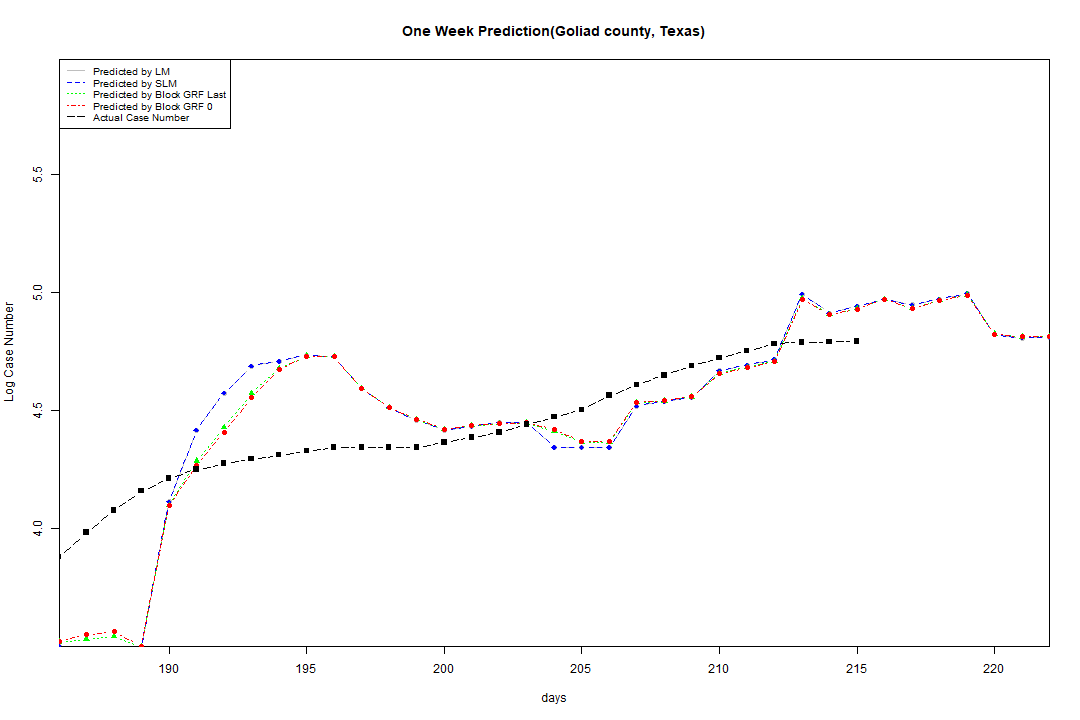 One Week Prediction(Goliad county, Texas)
Predicted by LM
Predicted by SLM
Predicted by Block GRF Last
Predicted by Block GRF 0
Actual Case Number
5.5
5.0
4.5
4.0
Log Case Number
190 195 200 205 210 215 220
days